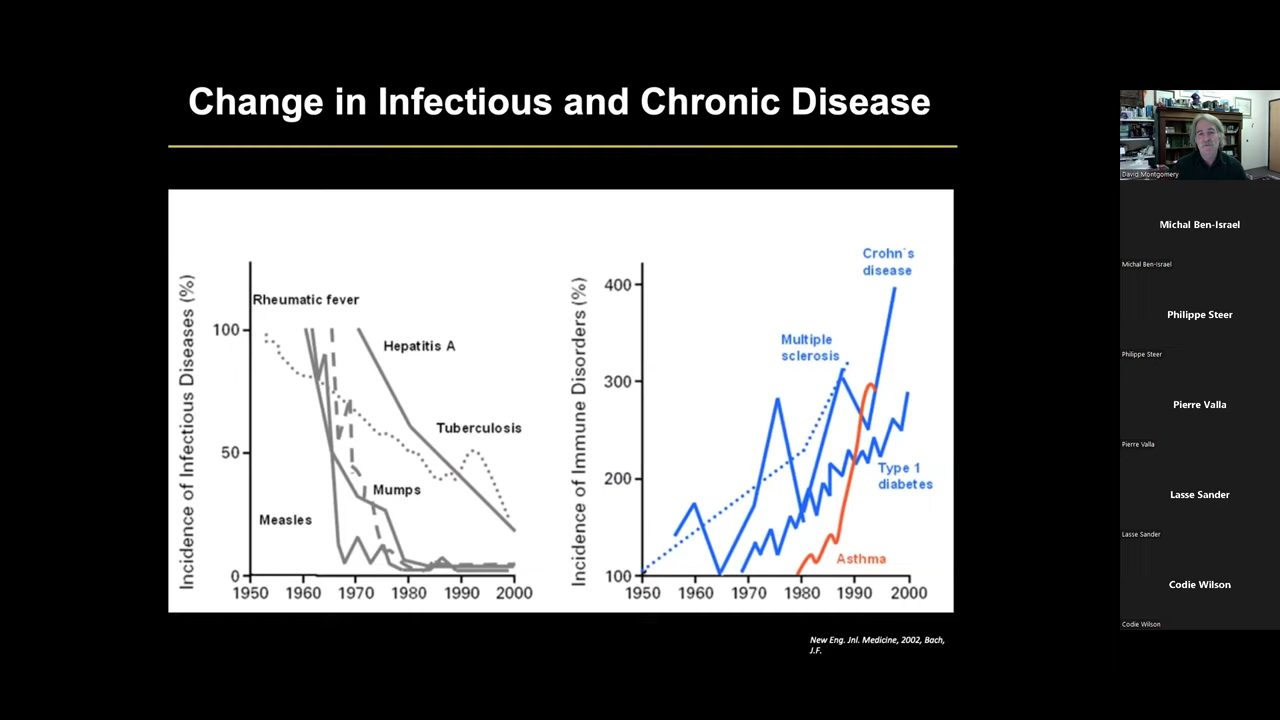 Change in Infectious and Chronic Disease
Incidence of Infectious Diseases (%)
100
50
0
1950 1960 1970 1980 1990 2000
Rheumatic fever
Hepatitis A
Tuberculosis
Mumps
Measles
Incidence of Immune Disorders (%)
400
300
200
100
1950 1960 1970 1980 1990 2000
Crohn´s
disease
Multiple
sclerosis
Type 1
diabetes
Asthma
New Eng. Jnl. Medicine, 2002, Bach,
J.F.
David Montgomery
Michal Ben-Israel
Michal Ben-Israel
Philippe Steer
Philippe Steer
Pierre Valla
Pierre Valla
Lasse Sander
Lasse Sander
Codie Wilson
Codie Wilson